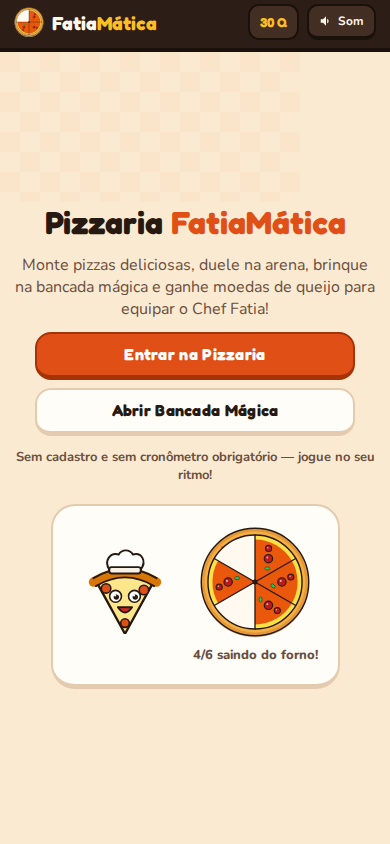 FatiaMática
30 Q
Som
Pizzaria FatiaMática
Monte pizzas deliciosas, duele na arena, brinque
na bancada mágica e ganhe moedas de queijo para
equipar o Chef Fatia!
Entrar na Pizzaria
Abrir Bancada Mágica
Sem cadastro e sem cronômetro obrigatório — jogue no seu
ritmo!
4/6 saindo do forno!